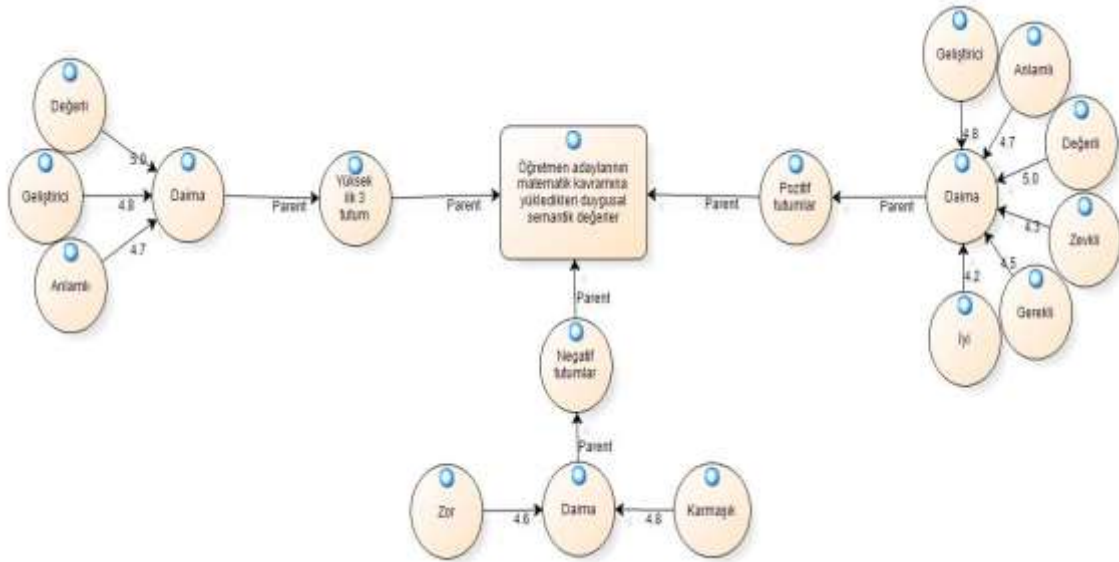 Geliştirici
Anlamlı
Değerli
Değerli
4.8
4.7
5.0
5.0
Öğretmen adaylarının
matematik kavramına
yükledikleri duygusal
semantik değerler
Geliştirici
4.8
Daima
Parent
Yüksek
ilk 3
tutum
Parent
Parent
Pozitif
tutumlar
Parent
Daima
4.3
Zevkli
4.7
4.5
4.2
Anlamlı
Gerekli
İyi
Parent
Negatif
tutumlar
Parent
Zor
4.6
Daima
4.8
Karmaşık